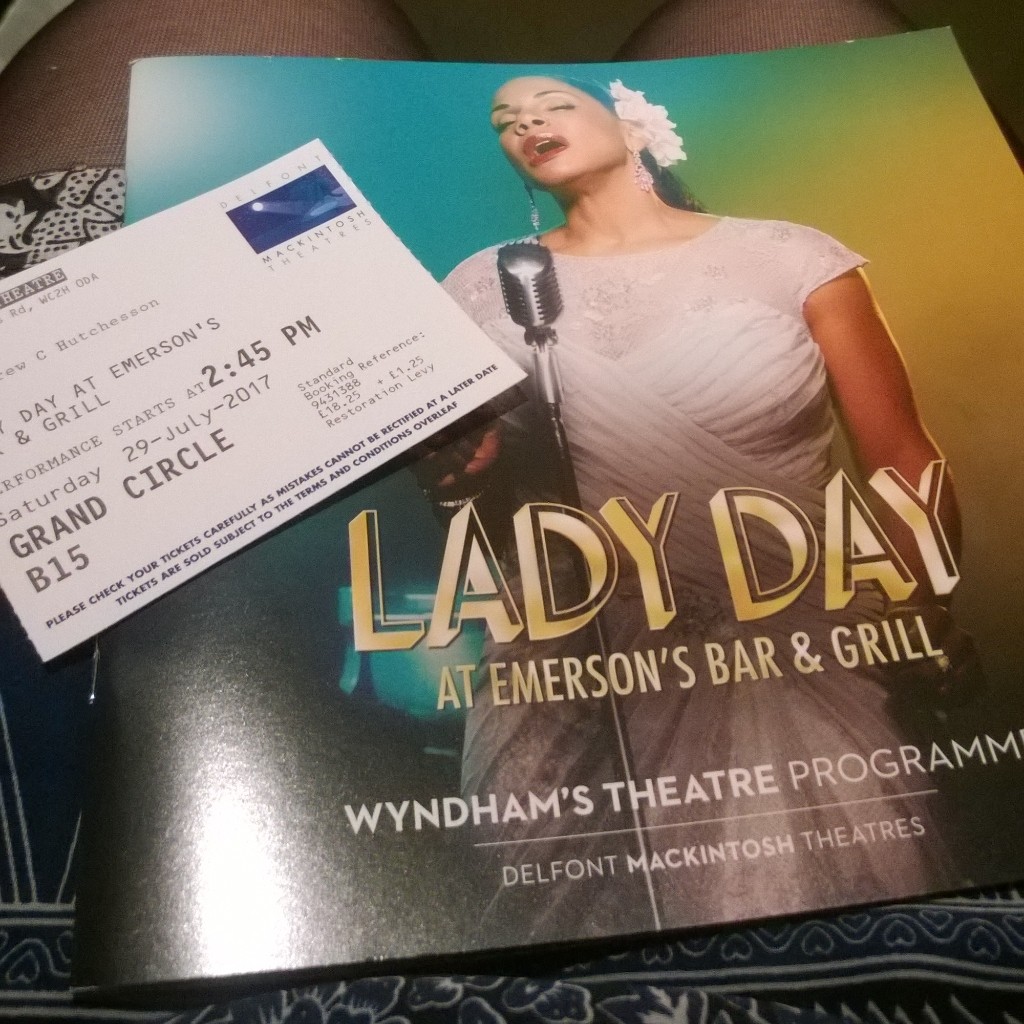 DELFONT
MACKINTOSH
THEATRES
THEATRE
Rd, WC2H 0DA
C Hutchesson
DAY AT EMERSON'S
& GRILL
STARTS AT 2:45 PM
Saturday 29-July-2017
GRAND CIRCLE
B15
Standard
Booking Reference:
9431388
£18.25 + £1.25
Restoration Levy
PLEASE CHECK YOUR TICKETS CAREFULLY AS MISTAKES CANNOT BE RECTIFIED AT A LATER DATE
TICKETS ARE SOLD SUBJECT TO THE TERMS AND CONDITIONS OVERLEAF
LADY DAY
AT EMERSON'S BAR & GRILL
WYNDHAM'S THEATRE PROGRAMME
DELFONT MACKINTOSH THEATRES